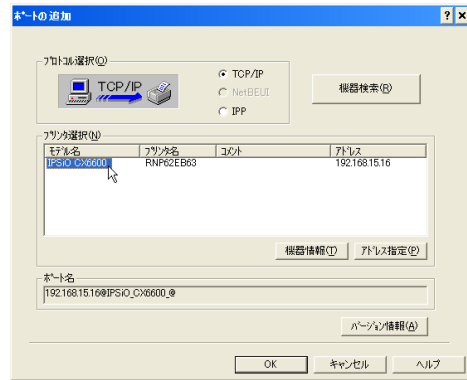 ﾎﾟｰﾄの追加
ﾌﾟﾛﾄｺﾙ選択(O)
TCP/IP
TCP/IP
NetBEUI
IPP
機器検索(R)
ﾌﾟﾘﾝﾀ選択(N)
ﾓﾃﾞﾙ名 ﾌﾟﾘﾝﾀ名 ｺﾒﾝﾄ ｱﾄﾞﾚｽ
IPSiO CX6600 RNP62EB63 192.168.15.16
機器情報(T) ｱﾄﾞﾚｽ指定(P)
ﾎﾟｰﾄ名
192.168.15.16@IPSiO_CX6600_@
ﾊﾞｰｼﾞｮﾝ情報(A)
OK ｷｬﾝｾﾙ ﾍﾙﾌﾟ